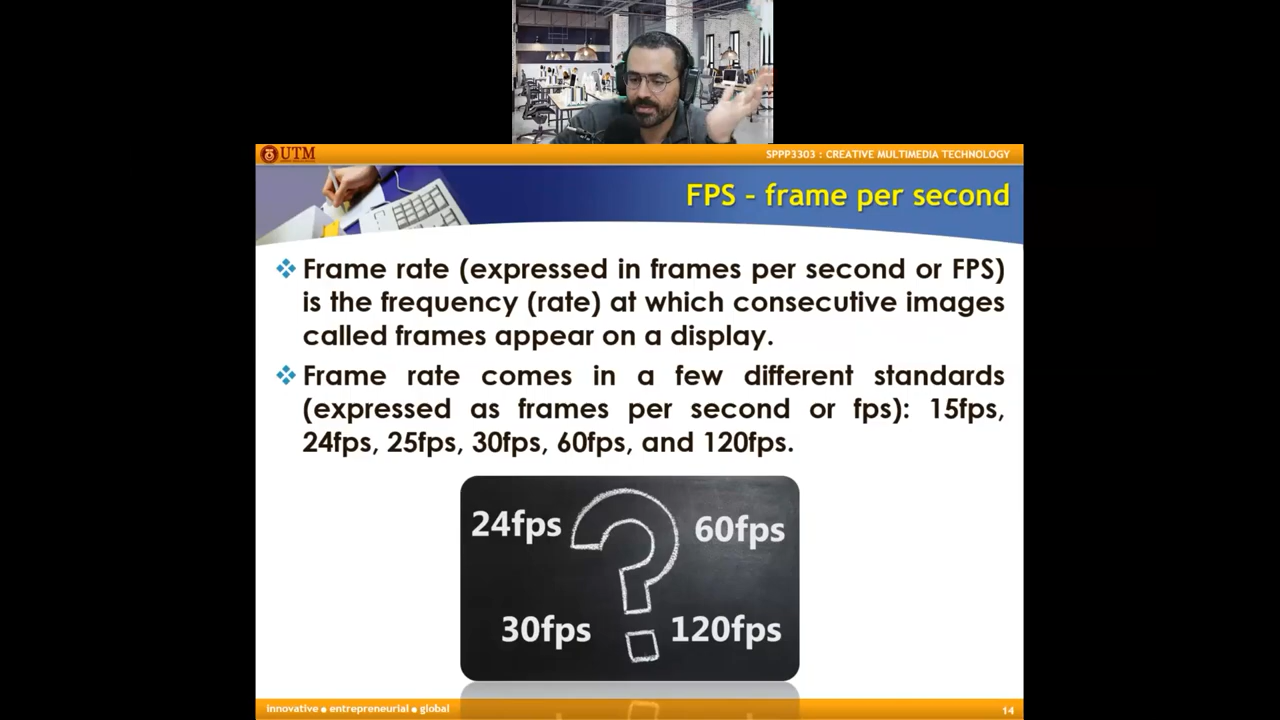 UTM
SPPP3303 : CREATIVE MULTIMEDIA TECHNOLOGY
FPS - frame per second
Frame rate (expressed in frames per second or FPS)
is the frequency (rate) at which consecutive images
called frames appear on a display.
Frame rate comes in a few different standards
(expressed as frames per second or fps): 15fps,
24fps, 25fps, 30fps, 60fps, and 120fps.
24fps
60fps
?
30fps
120fps
innovative ● entrepreneurial ● global
14